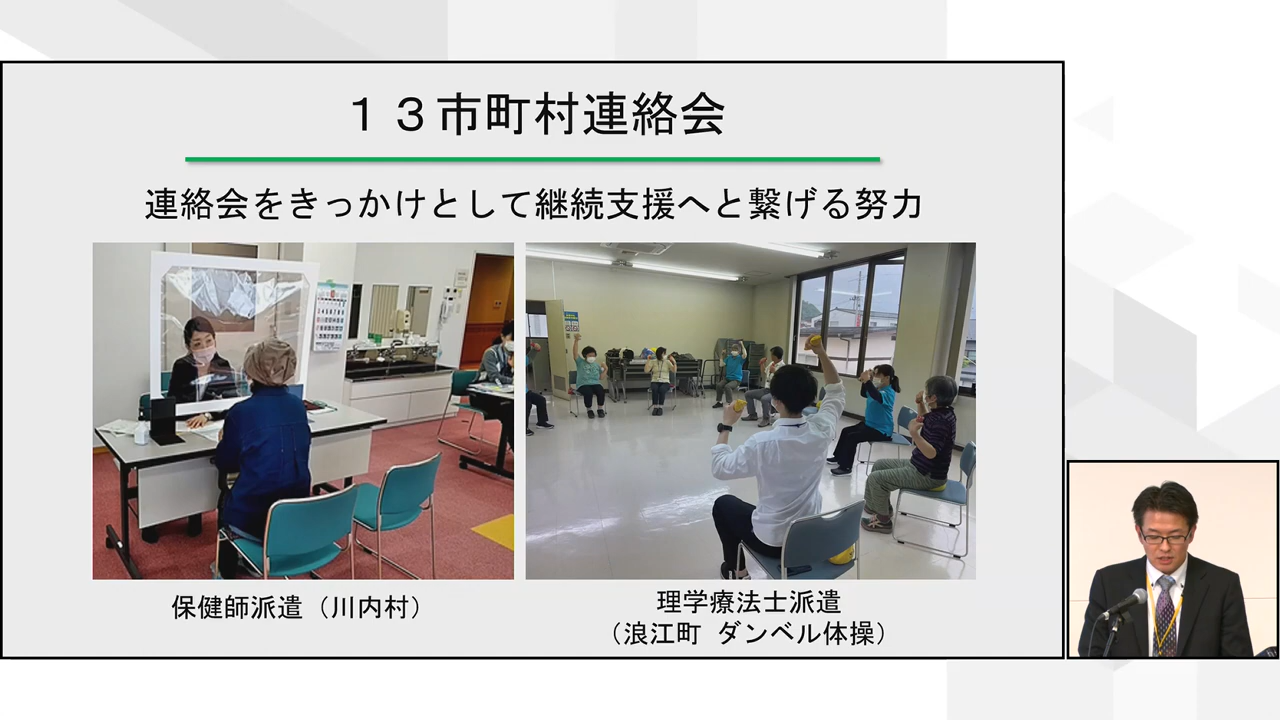 １３市町村連絡会
連絡会をきっかけとして継続支援へと繋げる努力
保健師派遣（川内村）
理学療法士派遣
（浪江町 ダンベル体操）